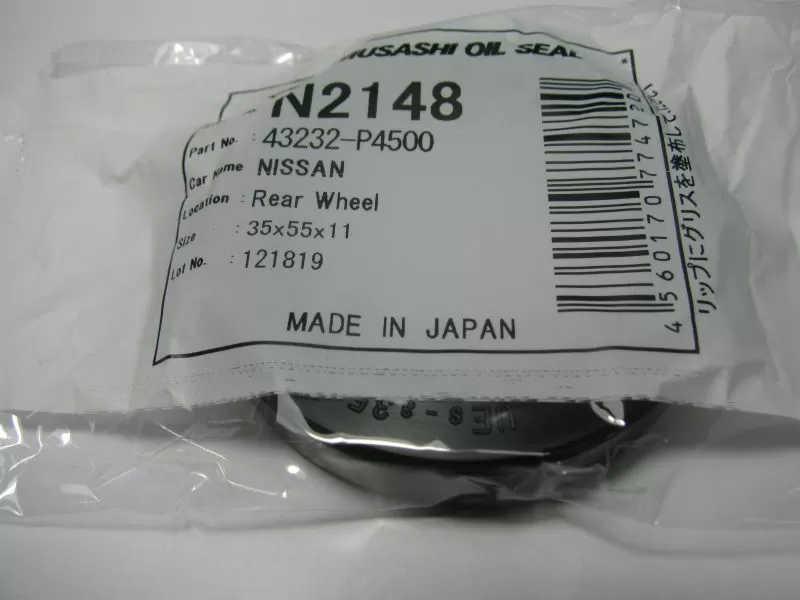 MUSASHI OIL SEAL
N2148
Part No. : 43232-P4500
Car Name NISSAN
Location : Rear Wheel
Size : 35x55x11
Lot No. : 121819
MADE IN JAPAN
4560170774720
リップにグリスを塗布して